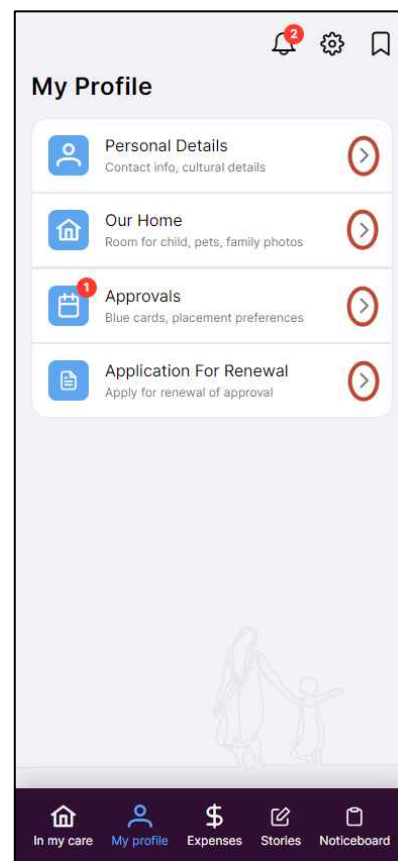 2
My Profile
Personal Details
Contact info, cultural details
Our Home
Room for child, pets, family photos
1
Approvals
Blue cards, placement preferences
Application For Renewal
Apply for renewal of approval
In my care My profile Expenses Stories Noticeboard